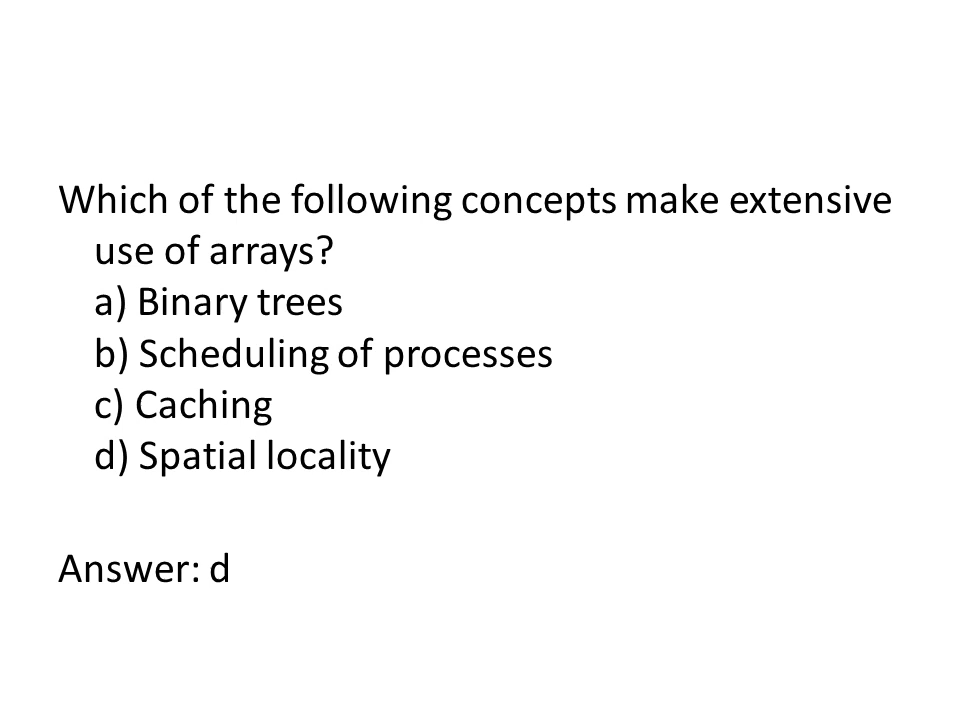 Which of the following concepts make extensive
use of arrays?
a) Binary trees
b) Scheduling of processes
c) Caching
d) Spatial locality
Answer: d